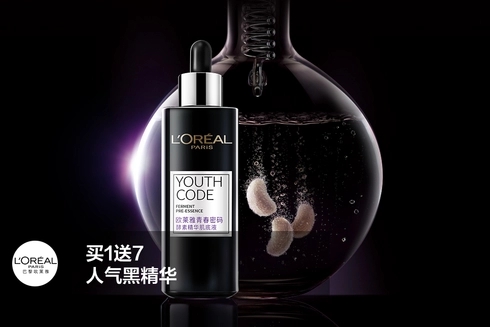 L'ORÉAL
PARIS
YOUTH
CODE
FERMENT
PRE-ESSENCE
欧莱雅青春密码
酵素精华肌底液
L'ORÉAL
PARIS
巴黎欧莱雅
买1送7
人气黑精华